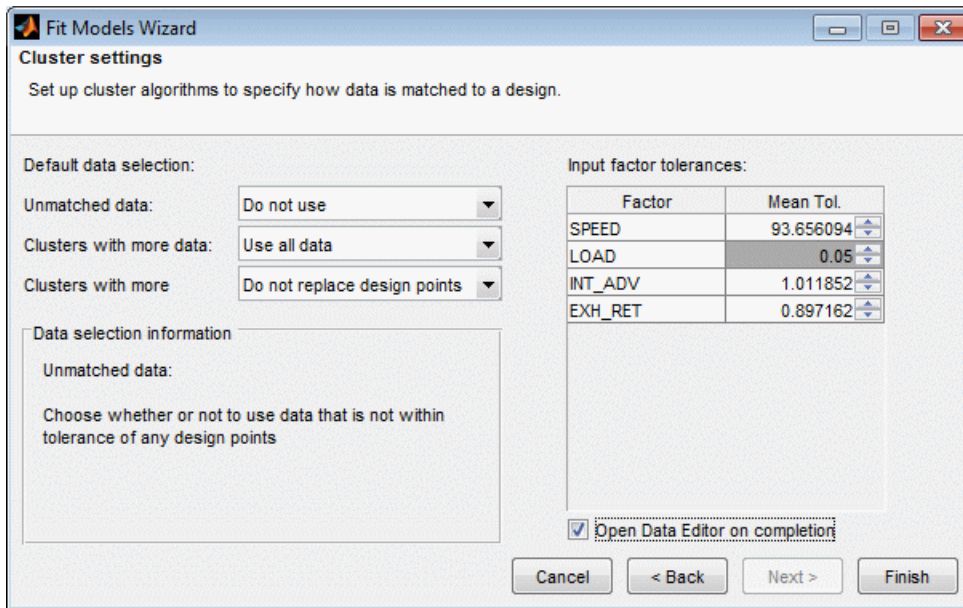 Fit Models Wizard
Cluster settings
Set up cluster algorithms to specify how data is matched to a design.
Default data selection:
Unmatched data: Do not use
Clusters with more data: Use all data
Clusters with more Do not replace design points
Data selection information
Unmatched data:
Choose whether or not to use data that is not within
tolerance of any design points
Input factor tolerances:
Factor Mean Tol.
SPEED 93.656094
LOAD 0.05
INT_ADV 1.011852
EXH_RET 0.897162
Open Data Editor on completion
Cancel < Back Next > Finish